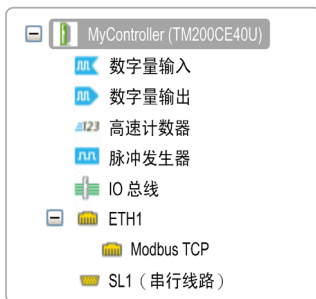 MyController (TM200CE40U)
数字量输入
数字量输出
123 高速计数器
脉冲发生器
IO 总线
ETH1
Modbus TCP
SL1（串行线路）